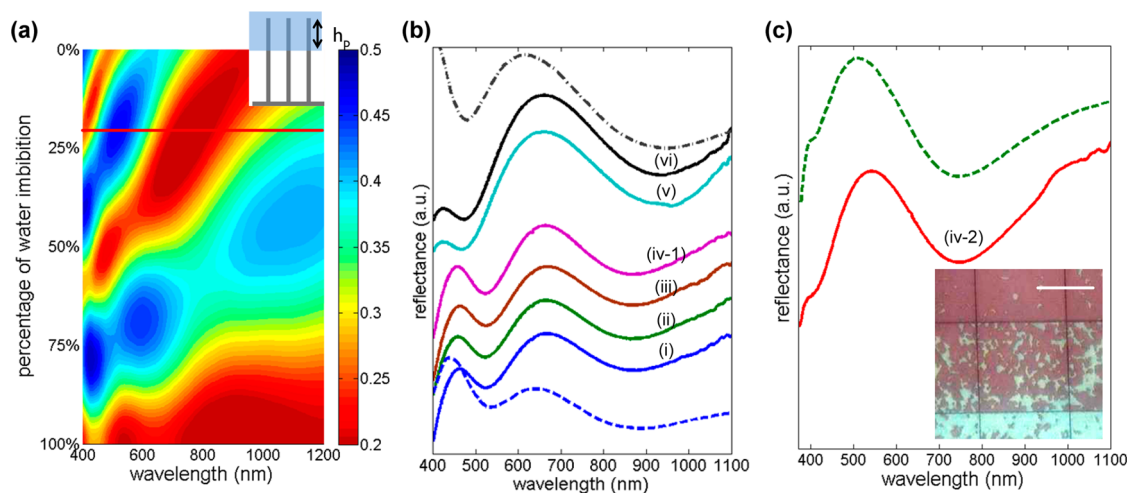 (a)
h_p
percentage of water imbibition
0%
25%
50%
75%
100%
400 600 800 1000 1200
wavelength (nm)
0.5
0.45
0.4
0.35
0.3
0.25
0.2
(b)
reflectance (a.u.)
(vi)
(v)
(iv-1)
(iii)
(ii)
(i)
400 500 600 700 800 900 1000 1100
wavelength (nm)
(c)
reflectance (a.u.)
(iv-2)
400 500 600 700 800 900 1000 1100
wavelength (nm)